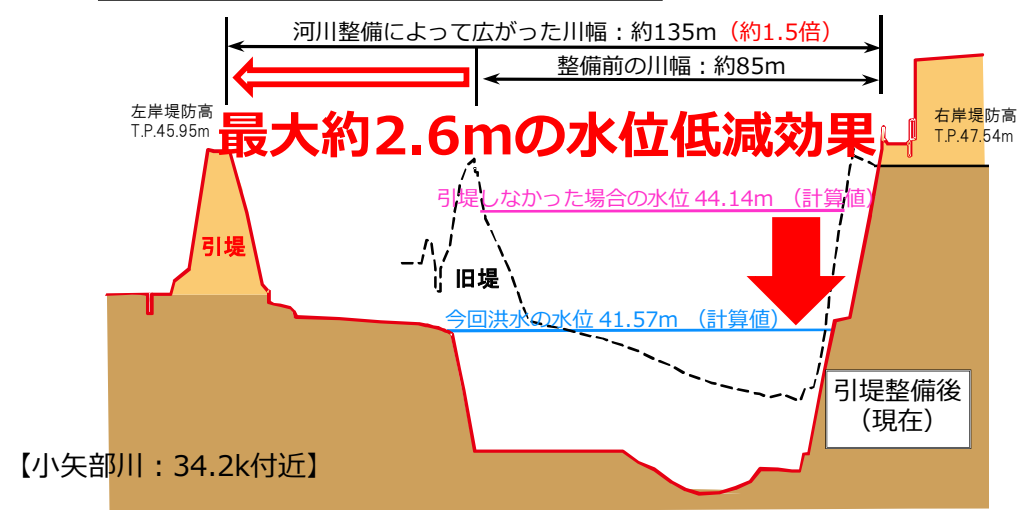 河川整備によって広がった川幅：約135m（約1.5倍）
整備前の川幅：約85m
左岸堤防高
T.P.45.95m
右岸堤防高
T.P.47.54m
最大約2.6mの水位低減効果
引堤しなかった場合の水位 44.14m （計算値）
引堤
旧堤
今回洪水の水位 41.57m （計算値）
引堤整備後
（現在）
【小矢部川：34.2k付近】